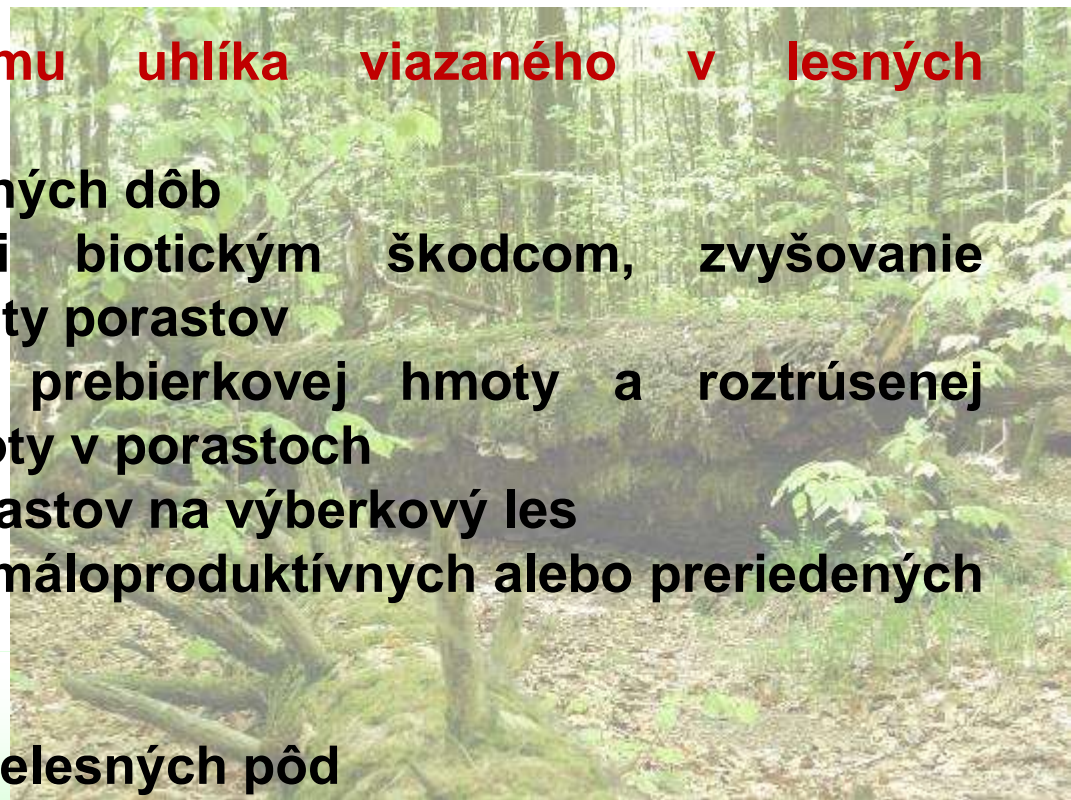 mu uhlíka viazaného v lesných
ných dôb
i biotickým škodcom, zvyšovanie
ty porastov
prebierkovej hmoty a roztrúsenej
oty v porastoch
astov na výberkový les
máloproduktívnych alebo preriedených
elesných pôd